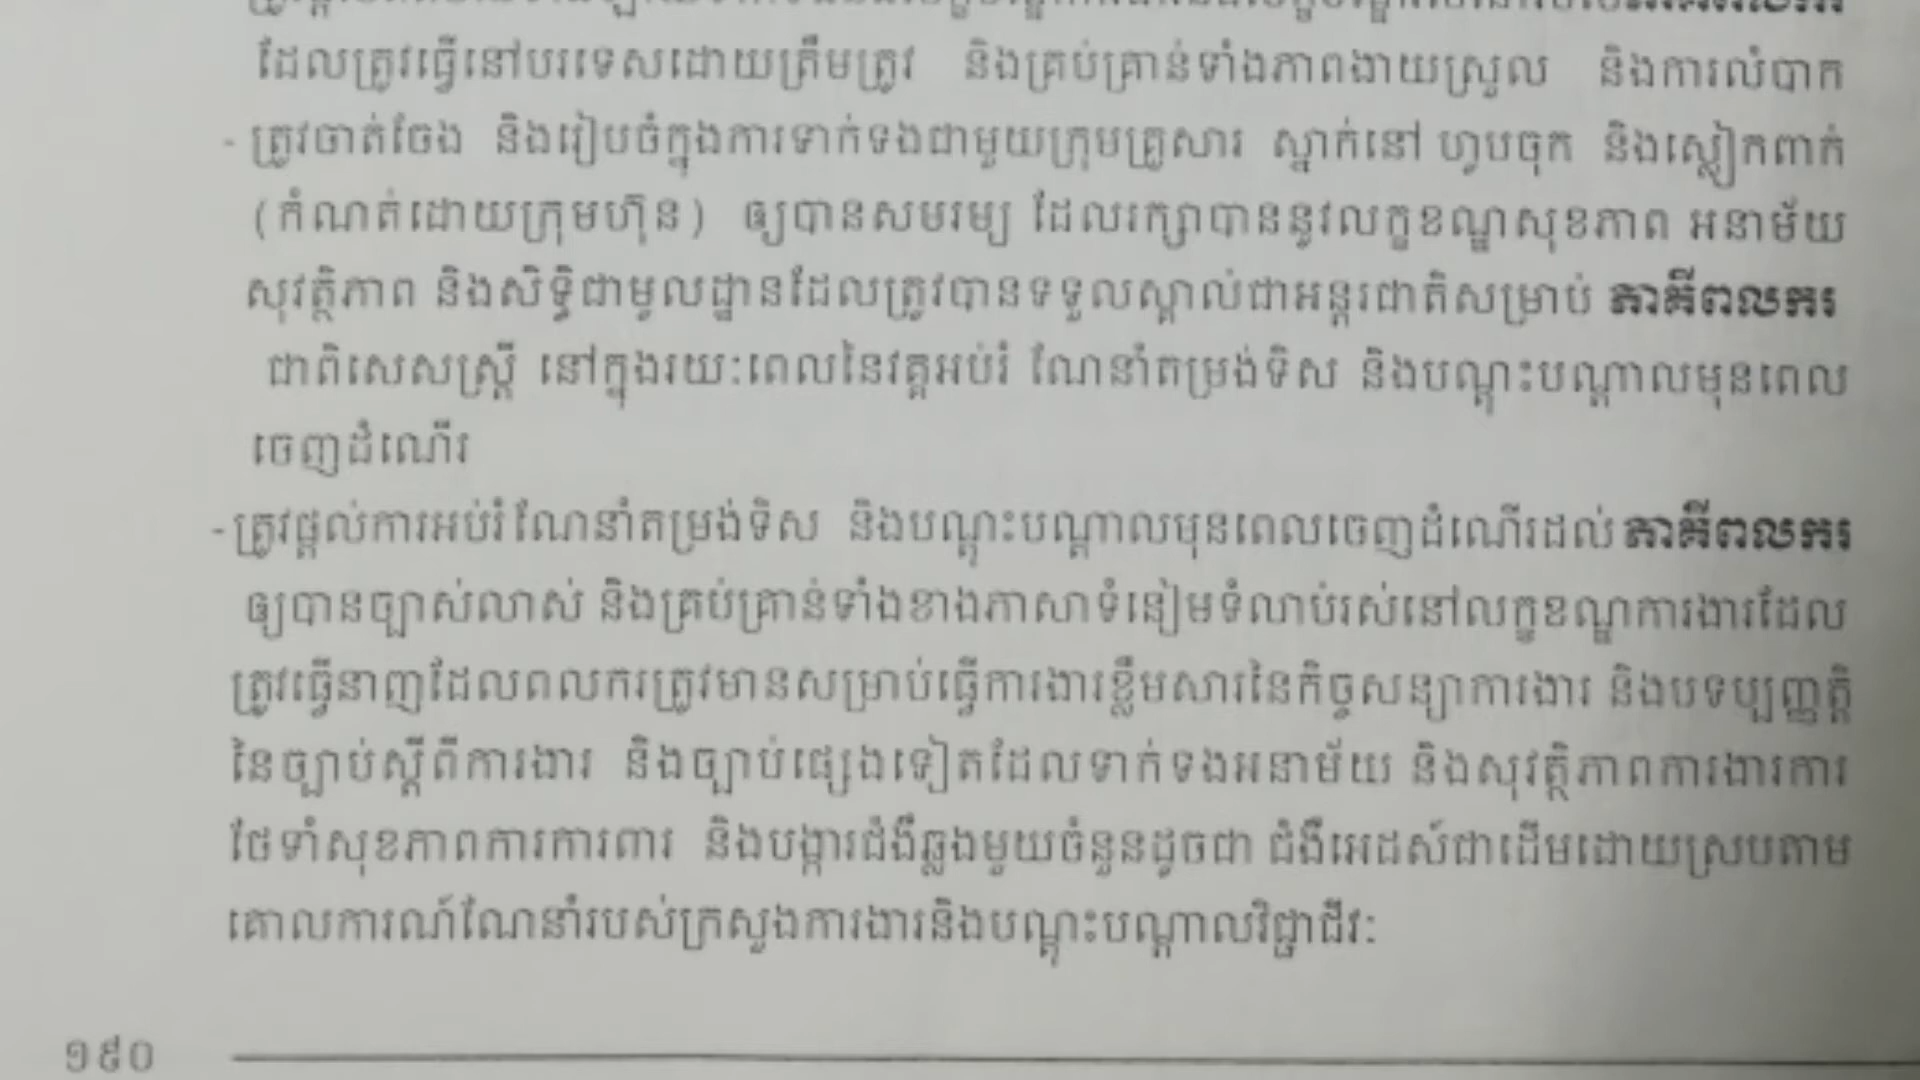 ដែលត្រូវធ្វើនៅបរទេសដោយត្រឹមត្រូវ និងគ្រប់គ្រាន់ទាំងភាពងាយស្រួល និងការលំបាក
- ត្រូវចាត់ចែង និងរៀបចំក្នុងការទាក់ទងជាមួយក្រុមគ្រួសារ ស្នាក់នៅ ហូបចុក និងស្លៀកពាក់
(កំណត់ដោយក្រុមហ៊ុន) ឲ្យបានសមរម្យ ដែលរក្សាបាននូវលក្ខខណ្ឌសុខភាព អនាម័យ
សុវត្ថិភាព និងសិទ្ធិជាមូលដ្ឋានដែលត្រូវបានទទួលស្គាល់ជាអន្តរជាតិសម្រាប់ ភាគីពលករ
ជាពិសេសស្ត្រី នៅក្នុងរយៈពេលនៃវគ្គអប់រំ ណែនាំតម្រង់ទិស និងបណ្តុះបណ្តាលមុនពេល
ចេញដំណើរ
-ត្រូវផ្តល់ការអប់រំ ណែនាំតម្រង់ទិស និងបណ្តុះបណ្តាលមុនពេលចេញដំណើរដល់ ភាគីពលករ
ឲ្យបានច្បាស់លាស់ និងគ្រប់គ្រាន់ទាំងខាងភាសាទំនៀមទំលាប់រស់នៅលក្ខខណ្ឌការងារដែល
ត្រូវធ្វើនាញដែលពលករត្រូវមានសម្រាប់ធ្វើការងារខ្លឹមសារនៃកិច្ចសន្យាការងារ និងបទប្បញ្ញត្តិ
នៃច្បាប់ស្តីពីការងារ និងច្បាប់ផ្សេងទៀតដែលទាក់ទងអនាម័យ និងសុវត្ថិភាពការងារការ
ថែទាំសុខភាពការការពារ និងបង្ការជំងឺឆ្លងមួយចំនួនដូចជា ជំងឺអេដស៍ជាដើមដោយស្របតាម
គោលការណ៍ណែនាំរបស់ក្រសួងការងារនិងបណ្តុះបណ្តាលវិជ្ជាជីវៈ
១៩០